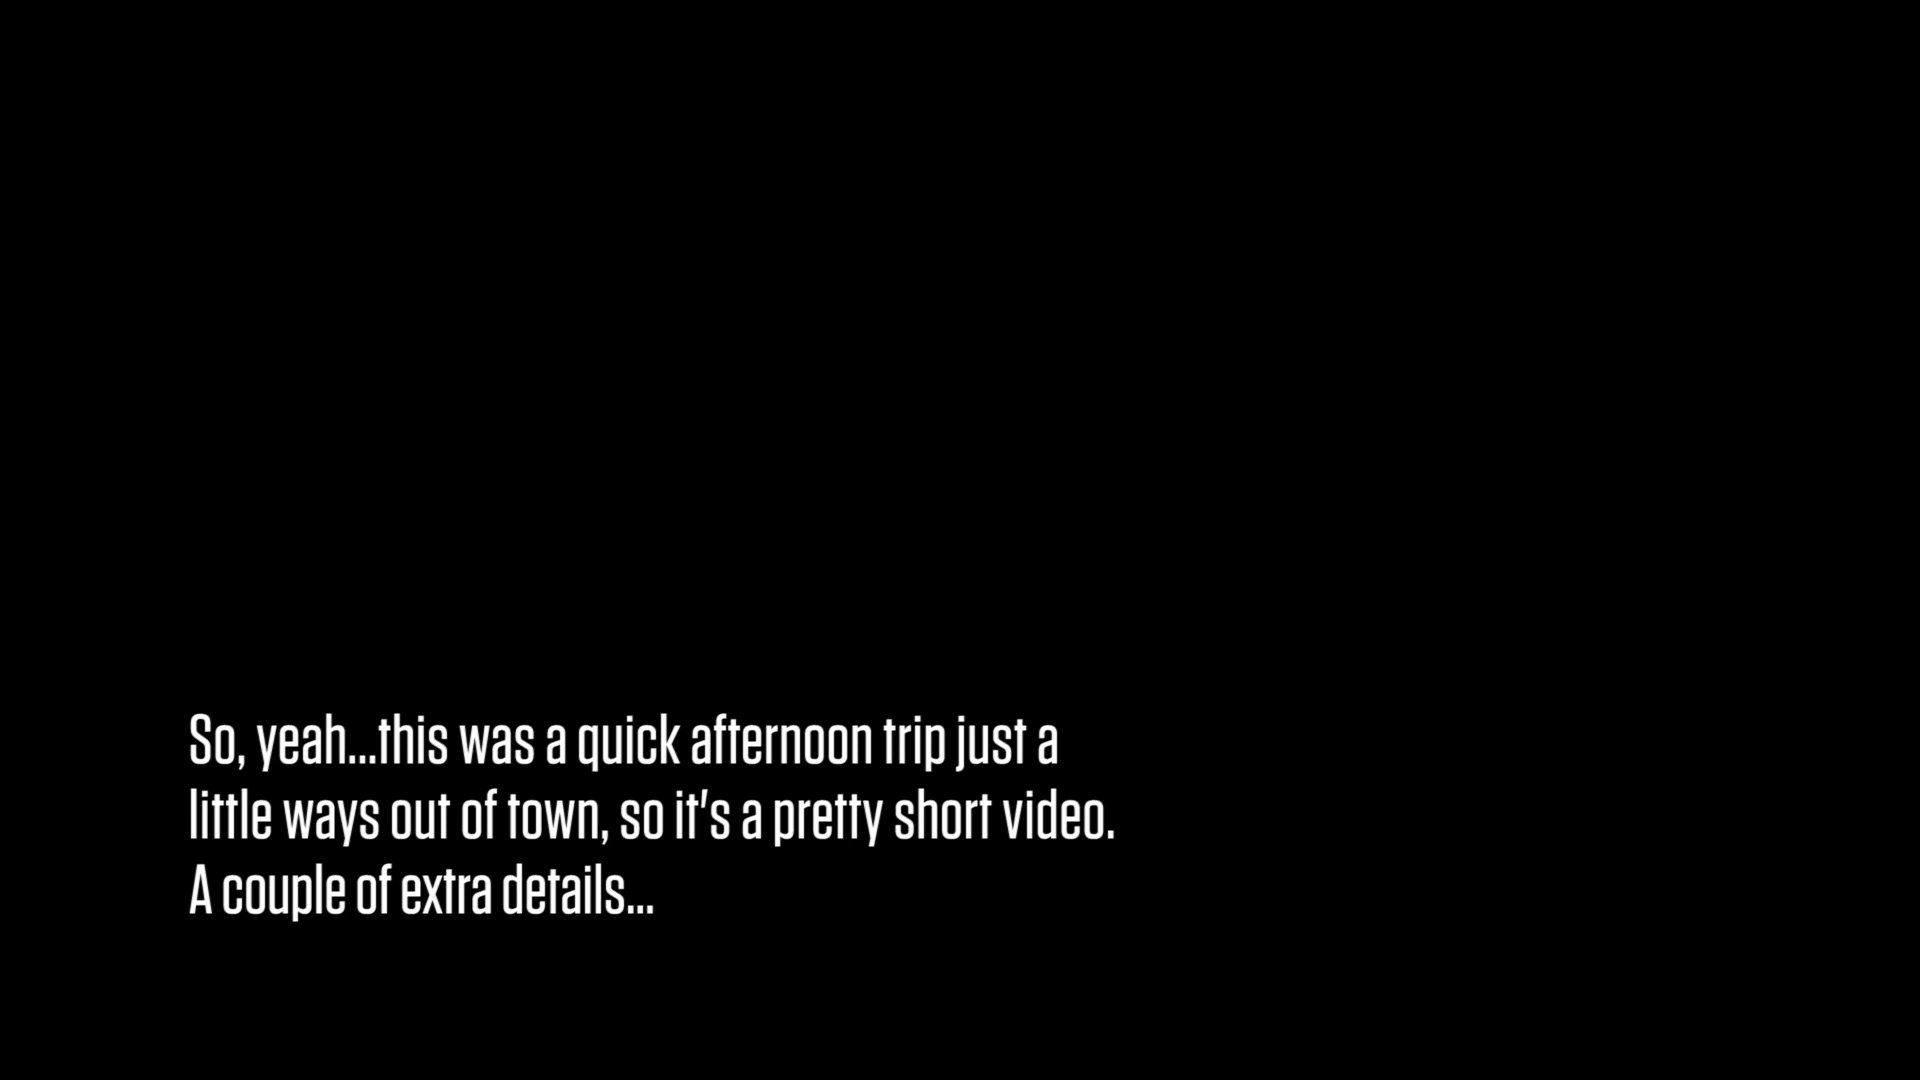 So, yeah...this was a quick afternoon trip just a
little ways out of town, so it's a pretty short video.
A couple of extra details...